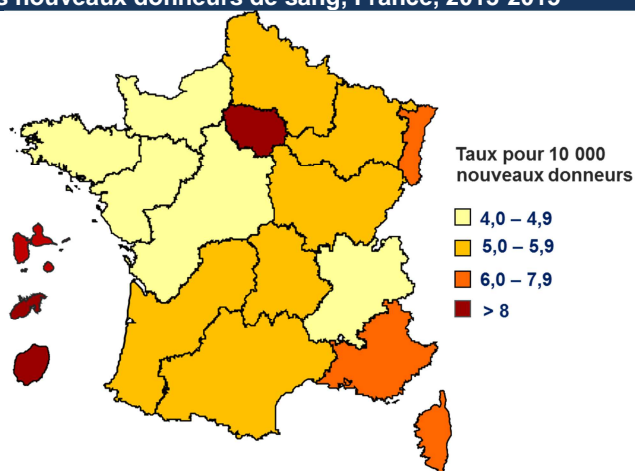 s nouveaux donneurs de sang, France, 2013-2015
Taux pour 10 000
nouveaux donneurs
4,0 – 4,9
5,0 – 5,9
6,0 – 7,9
> 8